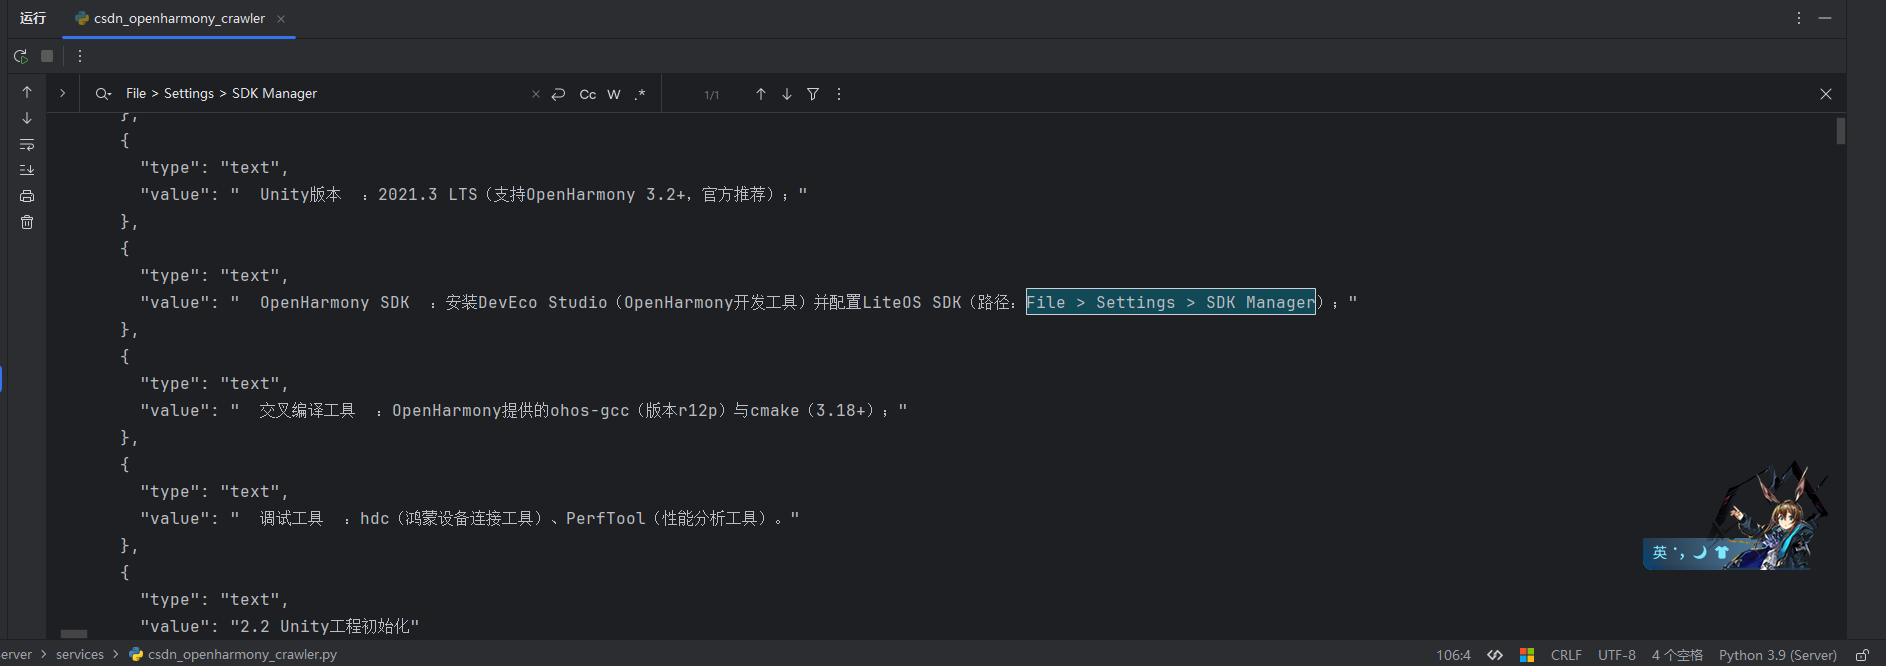 运行 csdn_openharmony_crawler
File > Settings > SDK Manager Cc W .* 1/1
},
{
"type": "text",
"value": "  Unity版本  ：2021.3 LTS（支持OpenHarmony 3.2+，官方推荐）；"
},
{
"type": "text",
"value": "  OpenHarmony SDK  ：安装DevEco Studio（OpenHarmony开发工具）并配置LiteOS SDK（路径：File > Settings > SDK Manager）；"
},
{
"type": "text",
"value": "  交叉编译工具  ：OpenHarmony提供的ohos-gcc（版本r12p）与cmake（3.18+）；"
},
{
"type": "text",
"value": "  调试工具  ：hdc（鸿蒙设备连接工具）、PerfTool（性能分析工具）。"
},
{
"type": "text",
"value": "2.2 Unity工程初始化"
英 ',
erver > services > csdn_openharmony_crawler.py 106:4 CRLF UTF-8 4 个空格 Python 3.9 (Server)